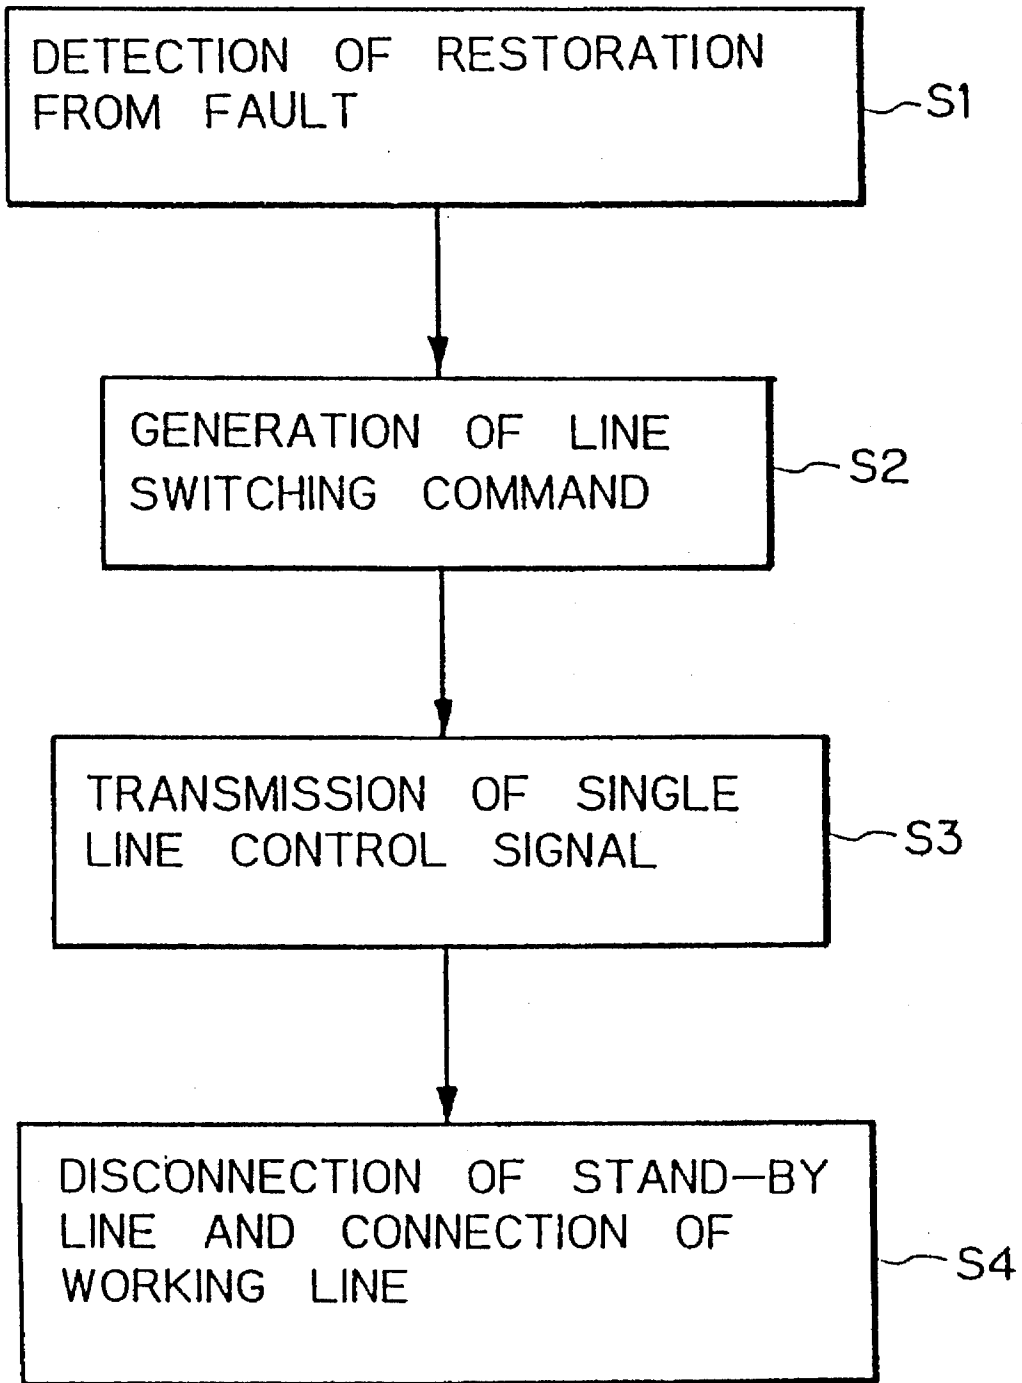 DETECTION OF RESTORATION
FROM FAULT
S1
GENERATION OF LINE
SWITCHING COMMAND
S2
TRANSMISSION OF SINGLE
LINE CONTROL SIGNAL
S3
DISCONNECTION OF STAND-BY
LINE AND CONNECTION OF
WORKING LINE
S4